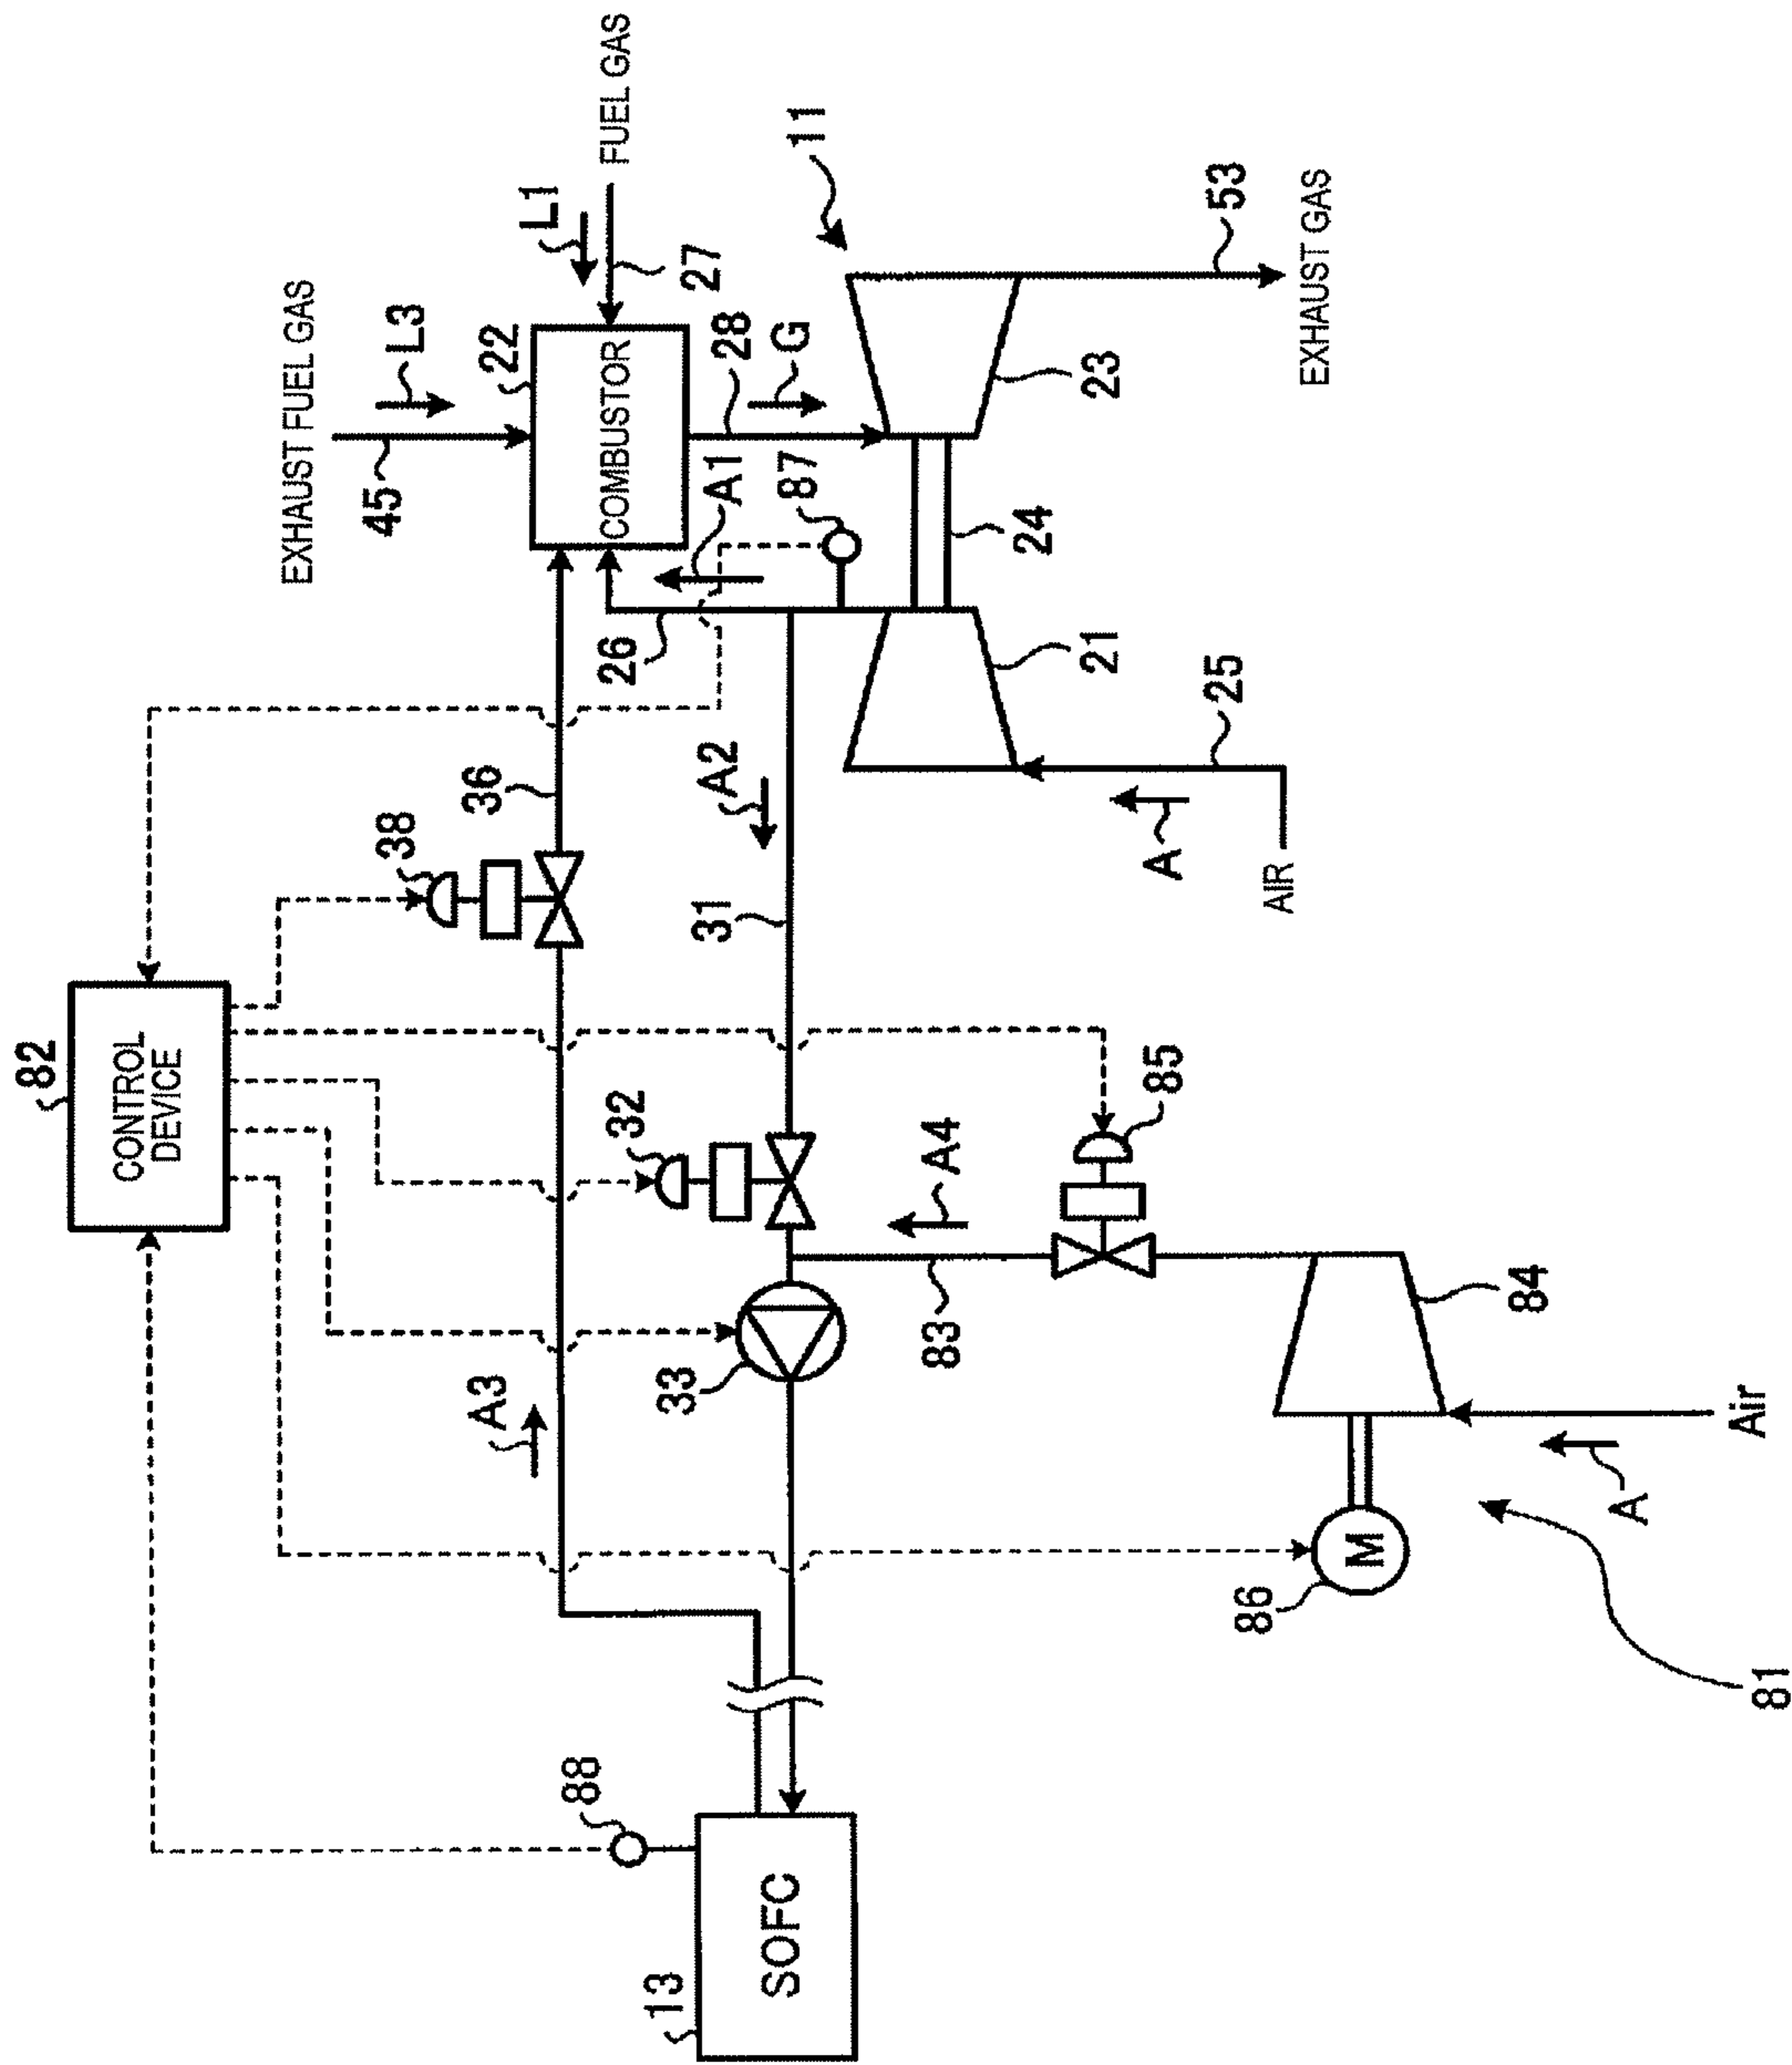 82
CONTROL
DEVICE
EXHAUST FUEL GAS
45
L3
22
COMBUSTOR
L1
FUEL GAS
27
28
G
11
A1
87
26
36
38
A2
31
24
23
53
EXHAUST GAS
21
25
A
AIR
32
A3
33
A4
83
85
84
Air
A
M
86
81
88
13
SOFC